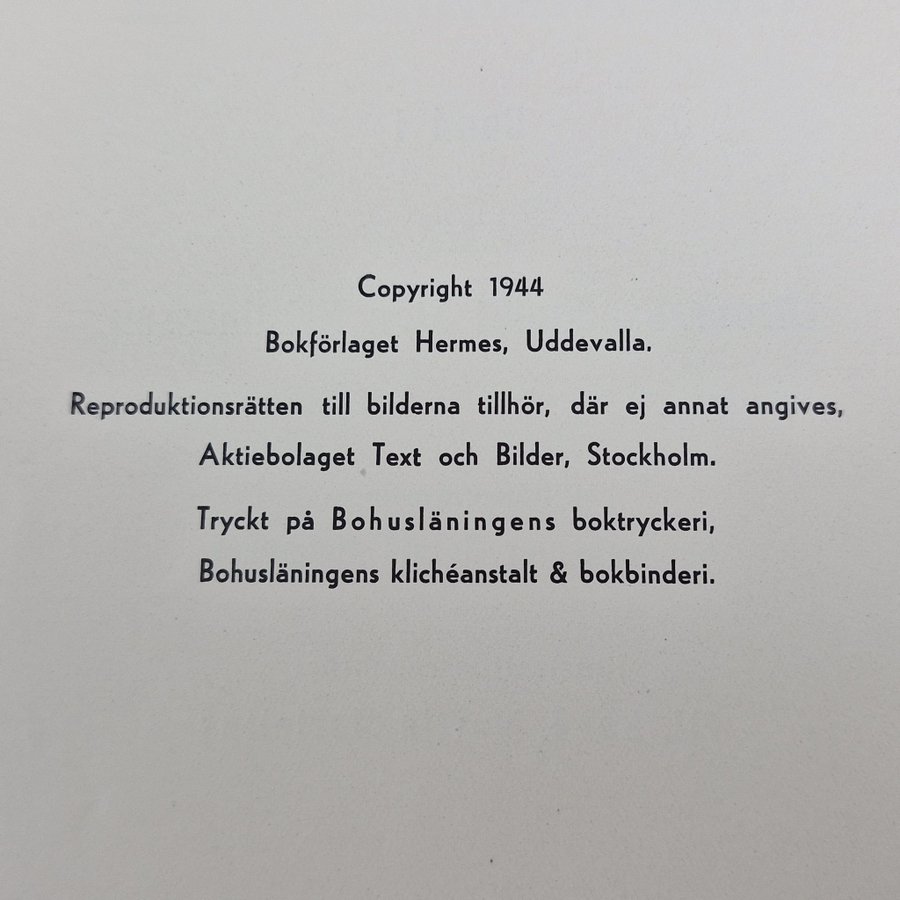 Copyright 1944
Bokförlaget Hermes, Uddevalla.
Reproduktionsrätten till bilderna tillhör, där ej annat angives,
Aktiebolaget Text och Bilder, Stockholm.
Tryckt på Bohusläningens boktryckeri,
Bohusläningens klichéanstalt & bokbinderi.